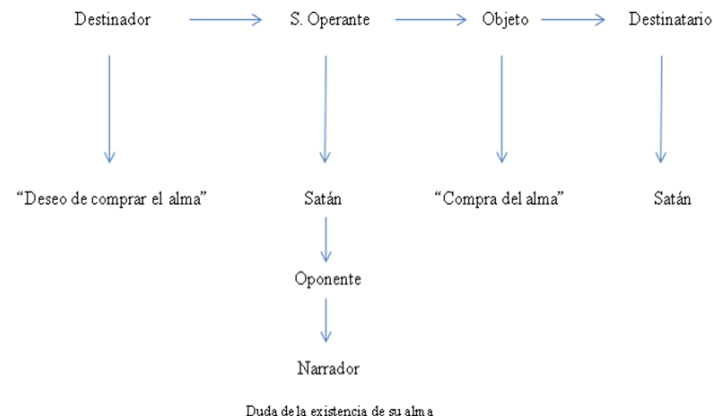 Destinador S. Operante Objeto Destinatario
“Deseo de comprar el alma” Satán “Compra del alma” Satán
Oponente
Narrador
Duda de la existencia de su alma